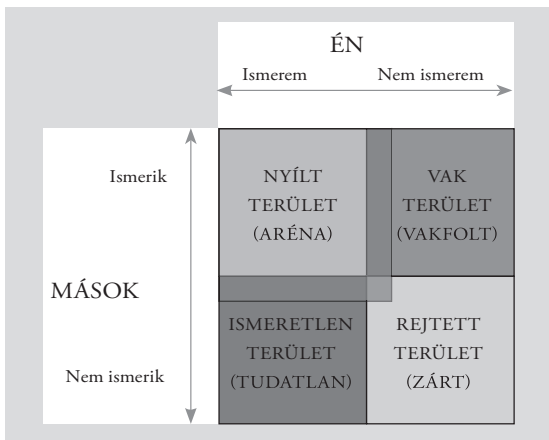 ÉN
Ismerem
Nem ismerem
Ismerik
MÁSOK
Nem ismerik
NYÍLT
TERÜLET
(ARÉNA)
VAK
TERÜLET
(VAKFOLT)
ISMERETLEN
TERÜLET
(TUDATLAN)
REJTETT
TERÜLET
(ZÁRT)